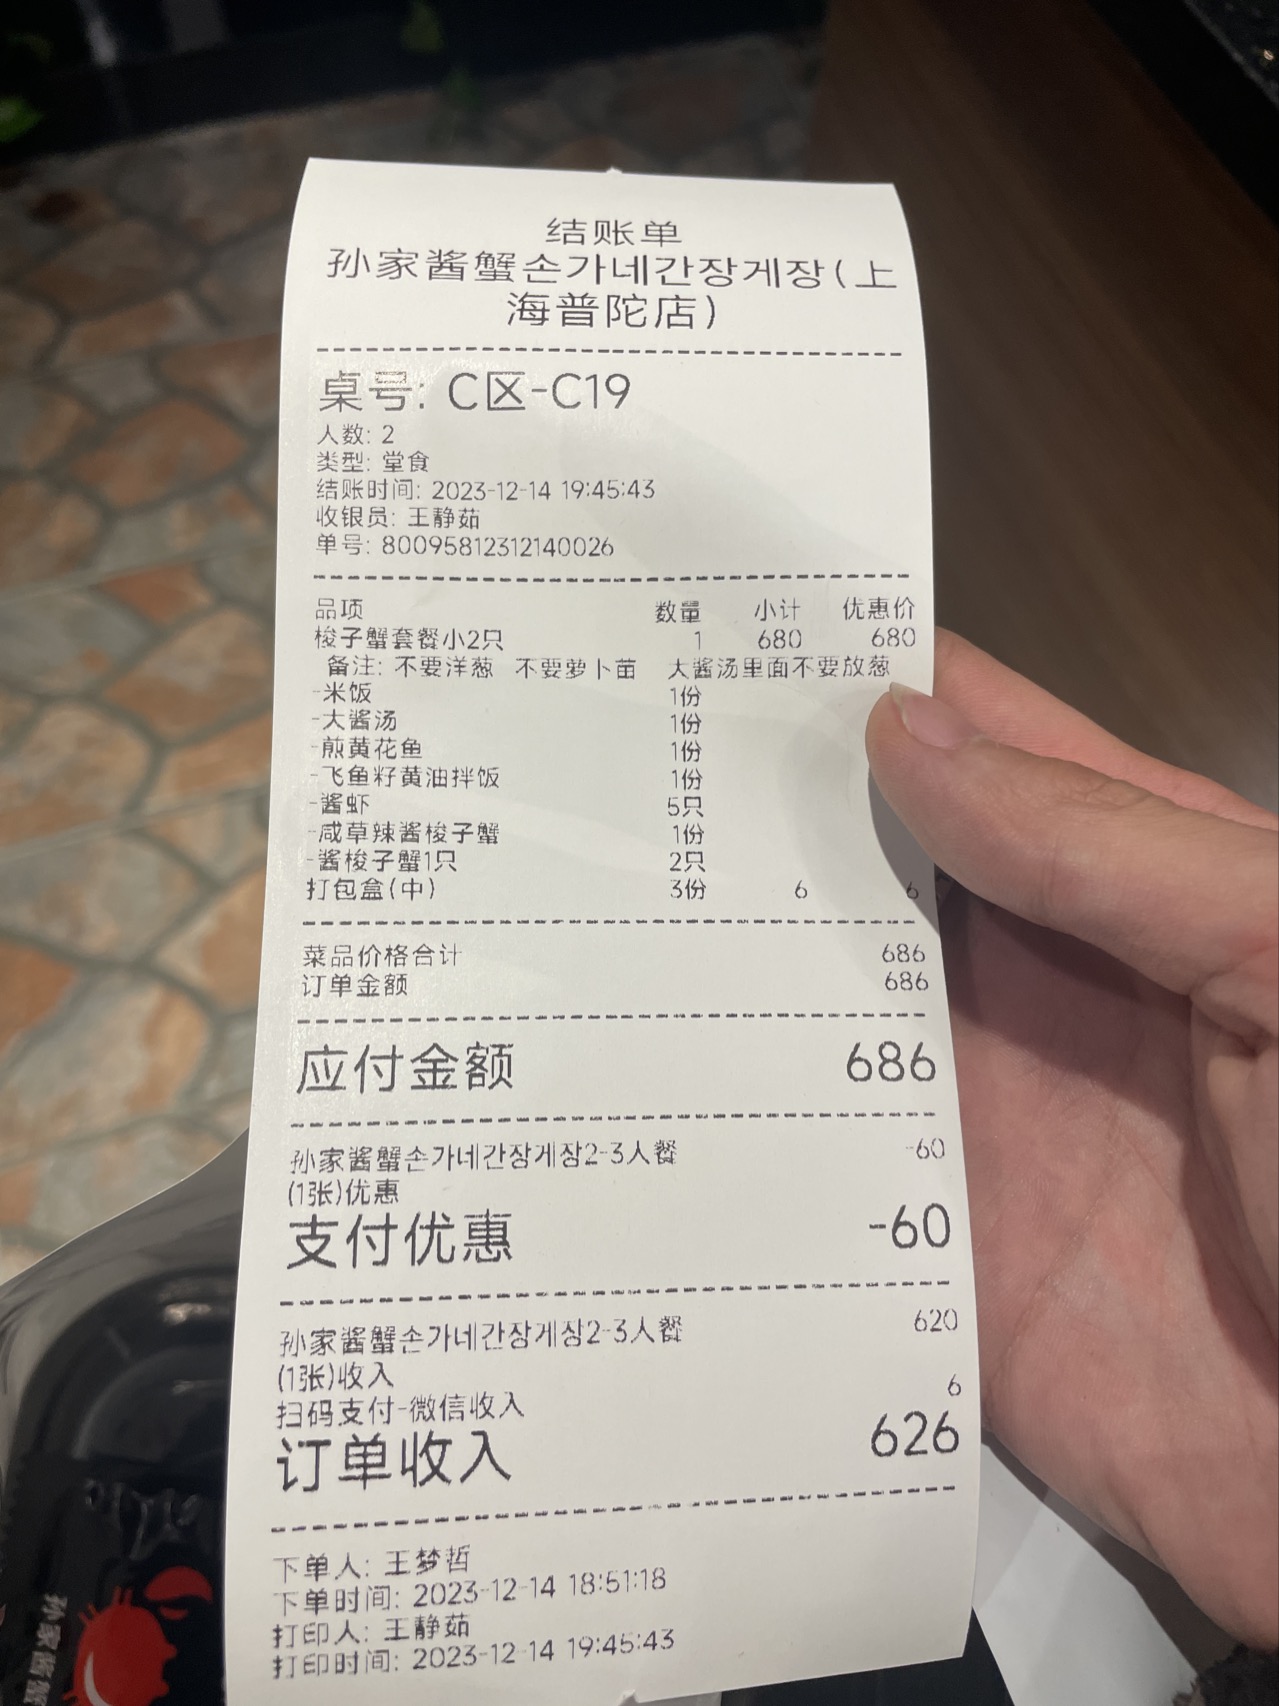 结账单
孙家酱蟹손가네간장게장(上
海普陀店)
桌号: C区-C19
人数: 2
类型: 堂食
结账时间: 2023-12-14 19:45:43
收银员: 王静茹
单号: 80095812312140026
品项 数量 小计 优惠价
梭子蟹套餐小2只 1 680 680
备注: 不要洋葱 不要萝卜苗 大酱汤里面不要放葱
-米饭 1份
-大酱汤 1份
-煎黄花鱼 1份
-飞鱼籽黄油拌饭 1份
-酱虾 5只
-咸草辣酱梭子蟹 1份
-酱梭子蟹1只 2只
打包盒(中) 3份 6 6
菜品价格合计 686
订单金额 686
应付金额 686
孙家酱蟹손가네간장게장2-3人餐 -60
(1张)优惠
支付优惠 -60
孙家酱蟹손가네간장게장2-3人餐 620
(1张)收入
扫码支付-微信收入 6
订单收入 626
下单人: 王梦哲
下单时间: 2023-12-14 18:51:18
打印人: 王静茹
打印时间: 2023-12-14 19:45:43
孙家酱蟹